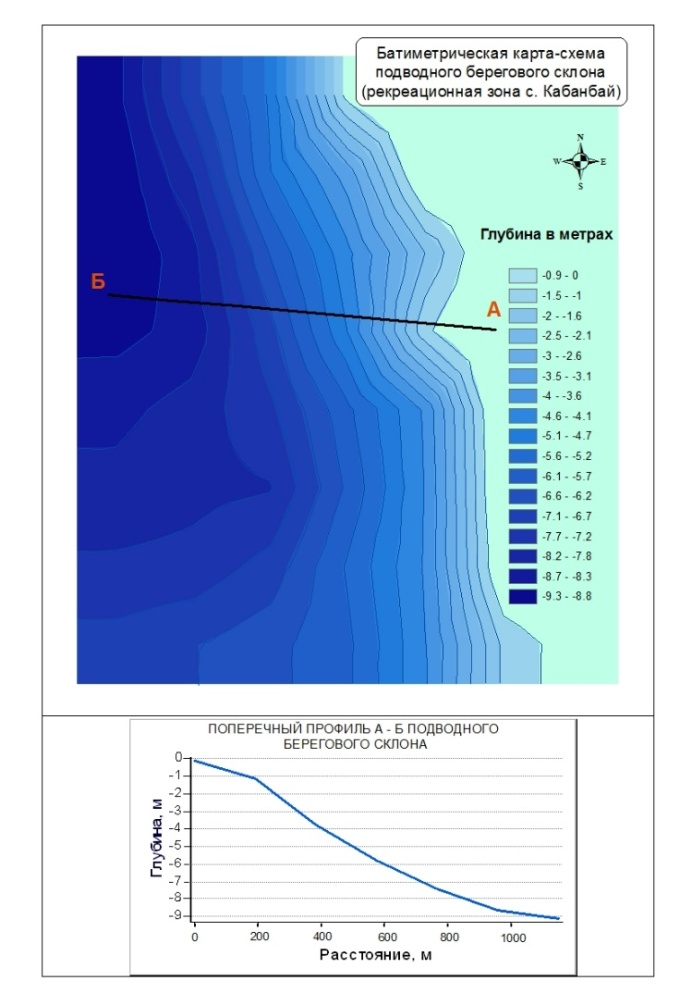 Батиметрическая карта-схема
подводного берегового склона
(рекреационная зона с. Кабанбай)
N
W E
S
Глубина в метрах
-0.9 - 0
-1.5 - -1
-2 - -1.6
-2.5 - -2.1
-3 - -2.6
-3.5 - -3.1
-4 - -3.6
-4.6 - -4.1
-5.1 - -4.7
-5.6 - -5.2
-6.1 - -5.7
-6.6 - -6.2
-7.1 - -6.7
-7.7 - -7.2
-8.2 - -7.8
-8.7 - -8.3
-9.3 - -8.8
Б
А
ПОПЕРЕЧНЫЙ ПРОФИЛЬ А - Б ПОДВОДНОГО
БЕРЕГОВОГО СКЛОНА
Глубина, м
0
-1
-2
-3
-4
-5
-6
-7
-8
-9
0 200 400 600 800 1000
Расстояние, м